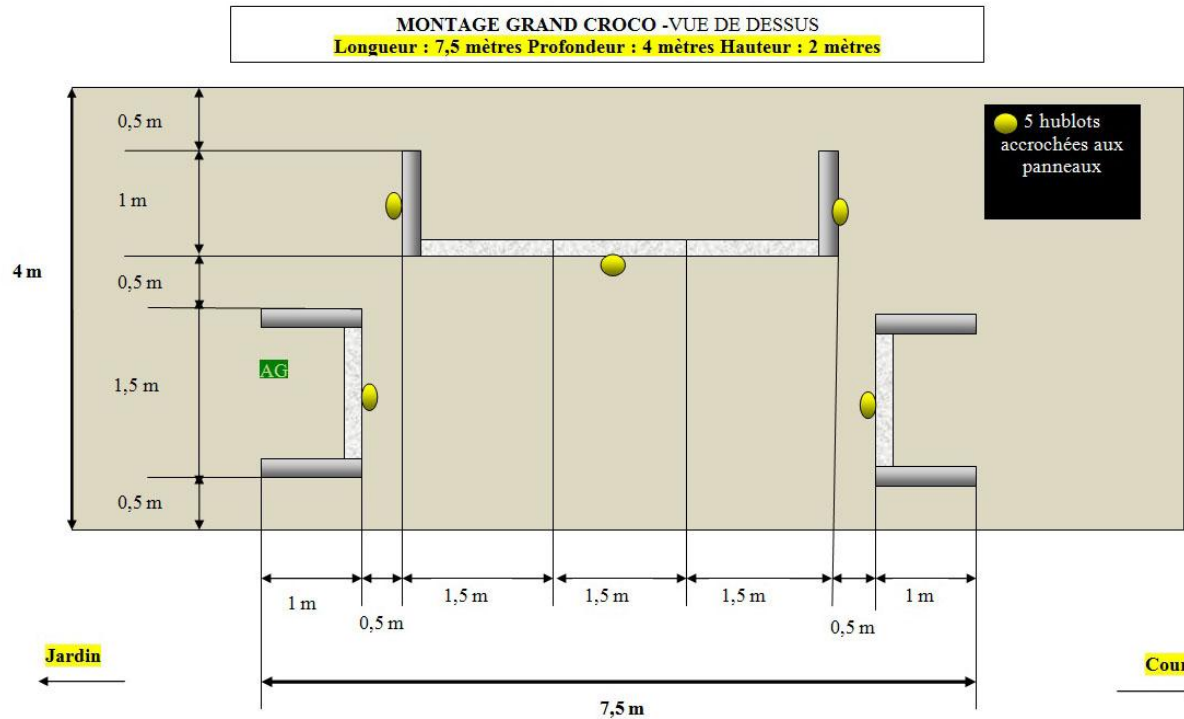 MONTAGE GRAND CROCO -VUE DE DESSUS
Longueur : 7,5 mètres Profondeur : 4 mètres Hauteur : 2 mètres
0,5 m
5 hublots
accrochées aux
panneaux
1 m
4 m
0,5 m
AG
1,5 m
0,5 m
1 m
0,5 m
1,5 m
1,5 m
1,5 m
0,5 m
1 m
Jardin
Cour
7,5 m